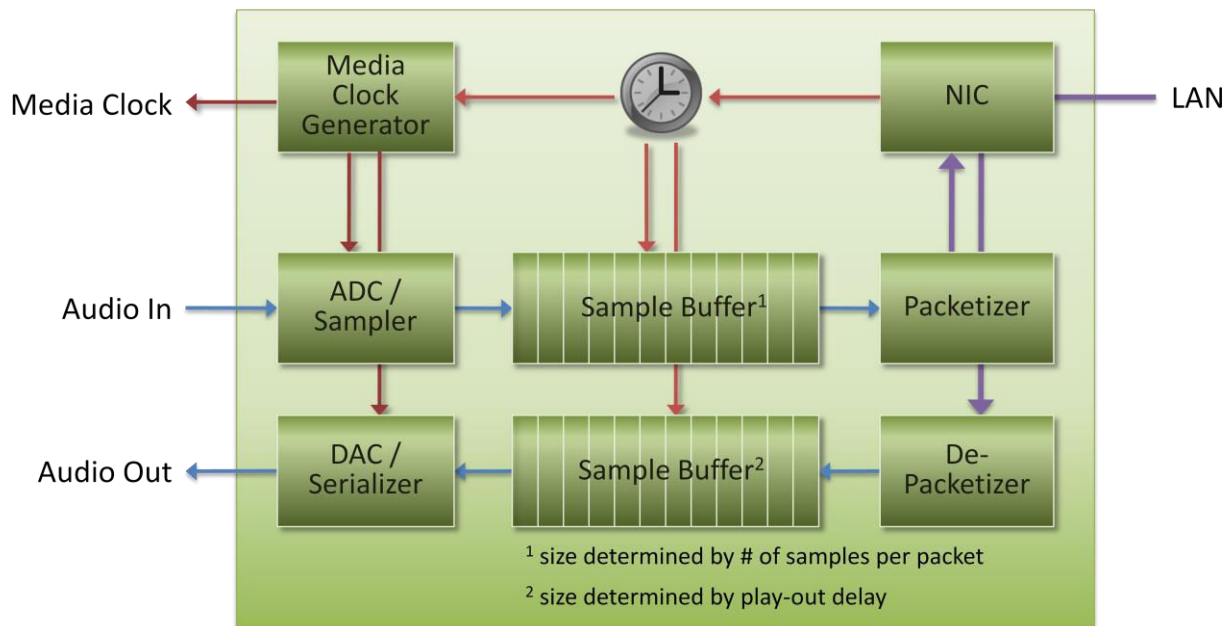 Media Clock
Media
Clock
Generator
NIC
LAN
Audio In
ADC /
Sampler
Sample Buffer¹
Packetizer
Audio Out
DAC /
Serializer
Sample Buffer²
De-
Packetizer
¹ size determined by # of samples per packet
² size determined by play-out delay